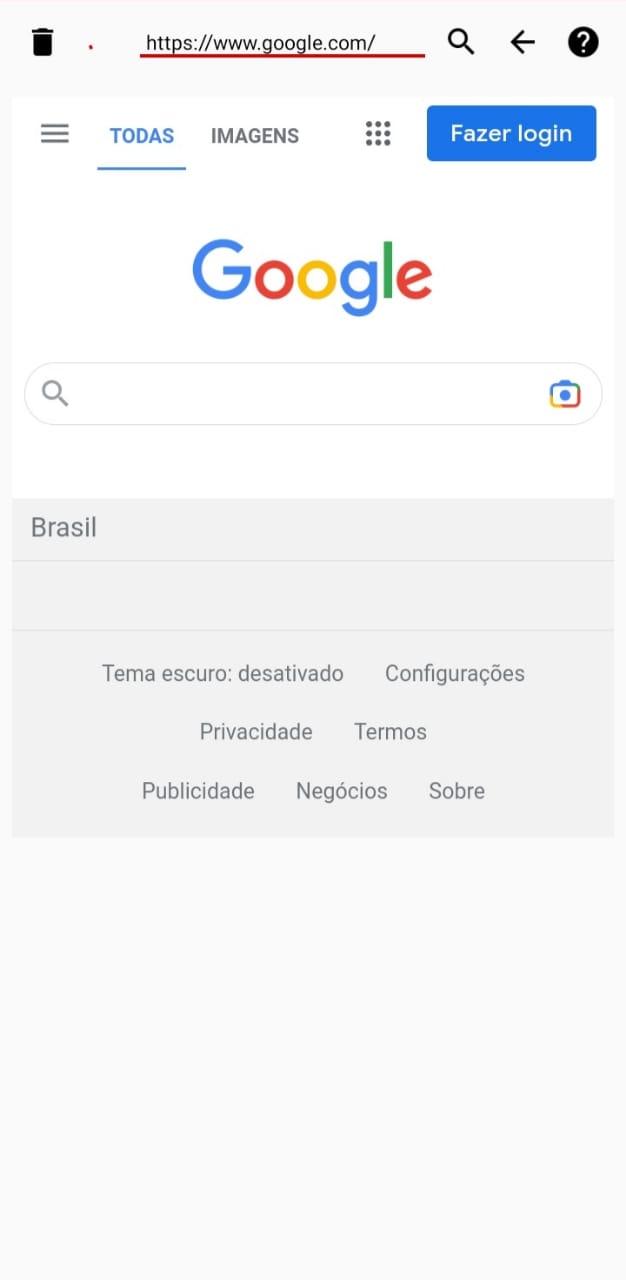 https://www.google.com/
TODAS IMAGENS Fazer login
Google
Brasil
Tema escuro: desativado Configurações
Privacidade Termos
Publicidade Negócios Sobre